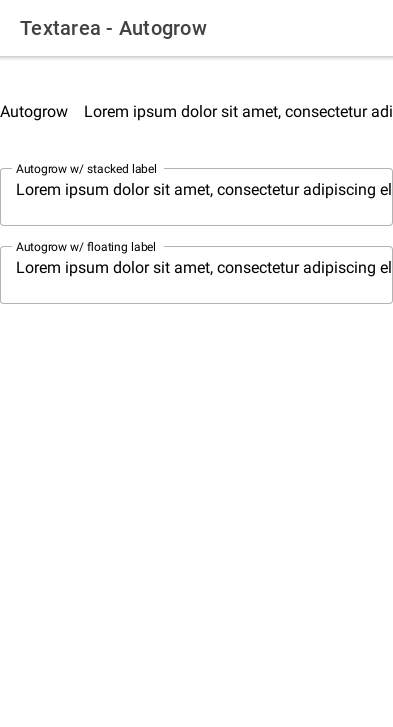 Textarea - Autogrow
Autogrow Lorem ipsum dolor sit amet, consectetur adi
Autogrow w/ stacked label
Lorem ipsum dolor sit amet, consectetur adipiscing el
Autogrow w/ floating label
Lorem ipsum dolor sit amet, consectetur adipiscing el